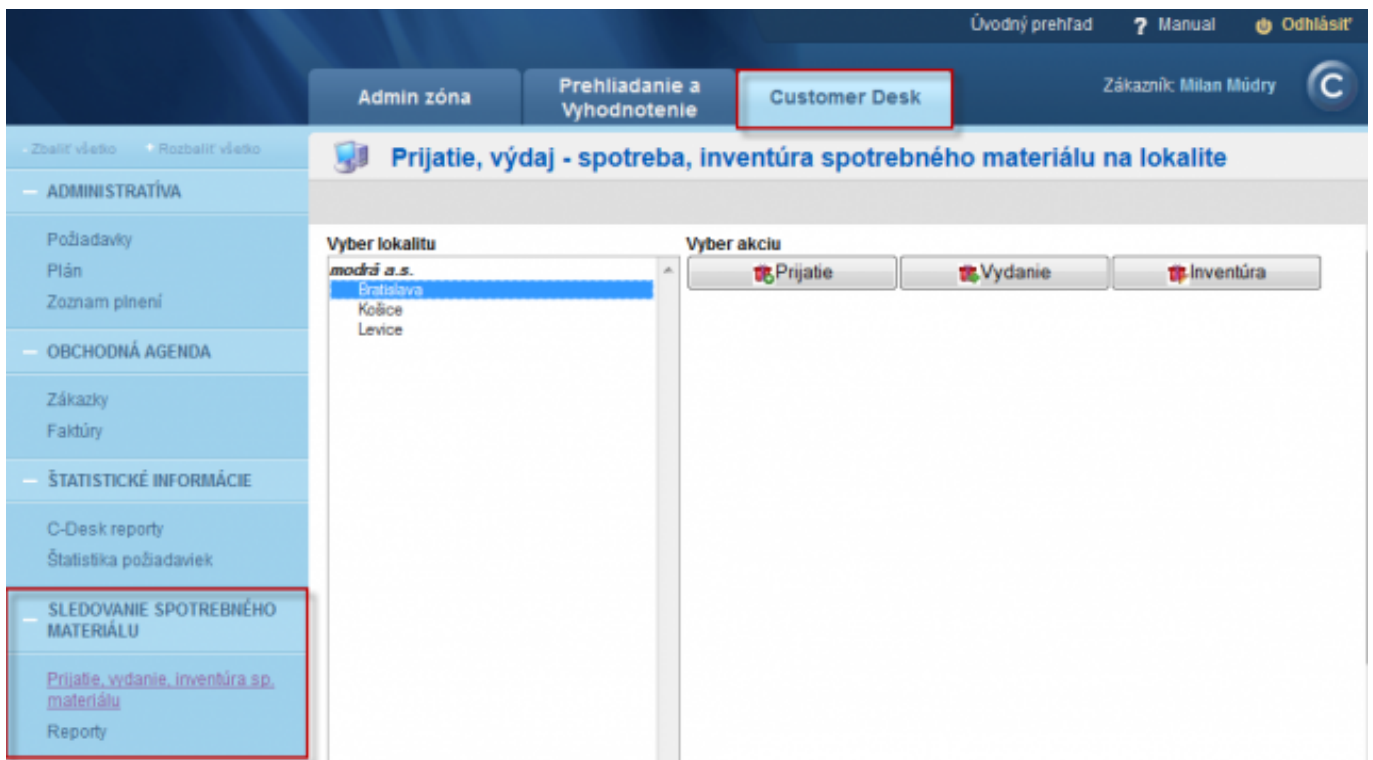 Úvodný prehľad ? Manual Odhlásiť
Admin zóna
Prehliadanie a
Vyhodnotenie
Customer Desk
Zákazník: Milan Múdry
- Zbaliť všetko + Rozbaliť všetko
Prijatie, výdaj - spotreba, inventúra spotrebného materiálu na lokalite
ADMINISTRATÍVA
Požiadavky
Plán
Zoznam plnení
OBCHODNÁ AGENDA
Zákazky
Faktúry
ŠTATISTICKÉ INFORMÁCIE
C-Desk reporty
Štatistika požiadaviek
SLEDOVANIE SPOTREBNÉHO
MATERIÁLU
Prijatie, vydanie, inventúra sp.
materiálu
Reporty
Vyber lokalitu
modrá a.s.
Bratislava
Košice
Levice
Vyber akciu
Prijatie Vydanie Inventúra